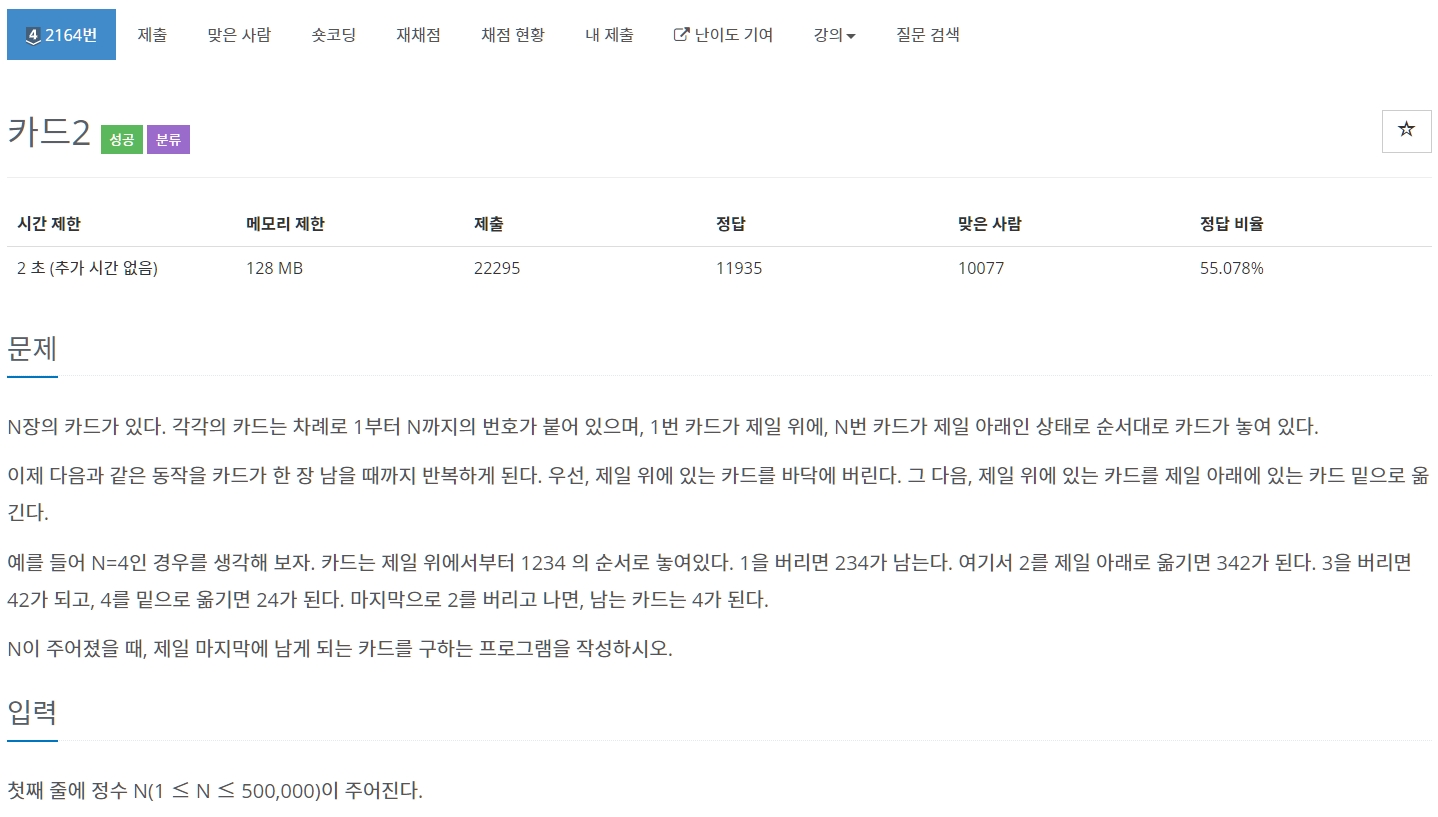 4 2164번 제출 맞은 사람 숏코딩 재채점 채점 현황 내 제출 난이도 기여 강의 질문 검색
카드2 성공 분류
시간 제한 메모리 제한 제출 정답 맞은 사람 정답 비율
2 초 (추가 시간 없음) 128 MB 22295 11935 10077 55.078%
문제
N장의 카드가 있다. 각각의 카드는 차례로 1부터 N까지의 번호가 붙어 있으며, 1번 카드가 제일 위에, N번 카드가 제일 아래인 상태로 순서대로 카드가 놓여 있다.
이제 다음과 같은 동작을 카드가 한 장 남을 때까지 반복하게 된다. 우선, 제일 위에 있는 카드를 바닥에 버린다. 그 다음, 제일 위에 있는 카드를 제일 아래에 있는 카드 밑으로 옮
긴다.
예를 들어 N=4인 경우를 생각해 보자. 카드는 제일 위에서부터 1234 의 순서로 놓여있다. 1을 버리면 234가 남는다. 여기서 2를 제일 아래로 옮기면 342가 된다. 3을 버리면
42가 되고, 4를 밑으로 옮기면 24가 된다. 마지막으로 2를 버리고 나면, 남는 카드는 4가 된다.
N이 주어졌을 때, 제일 마지막에 남게 되는 카드를 구하는 프로그램을 작성하시오.
입력
첫째 줄에 정수 N(1 ≤ N ≤ 500,000)이 주어진다.